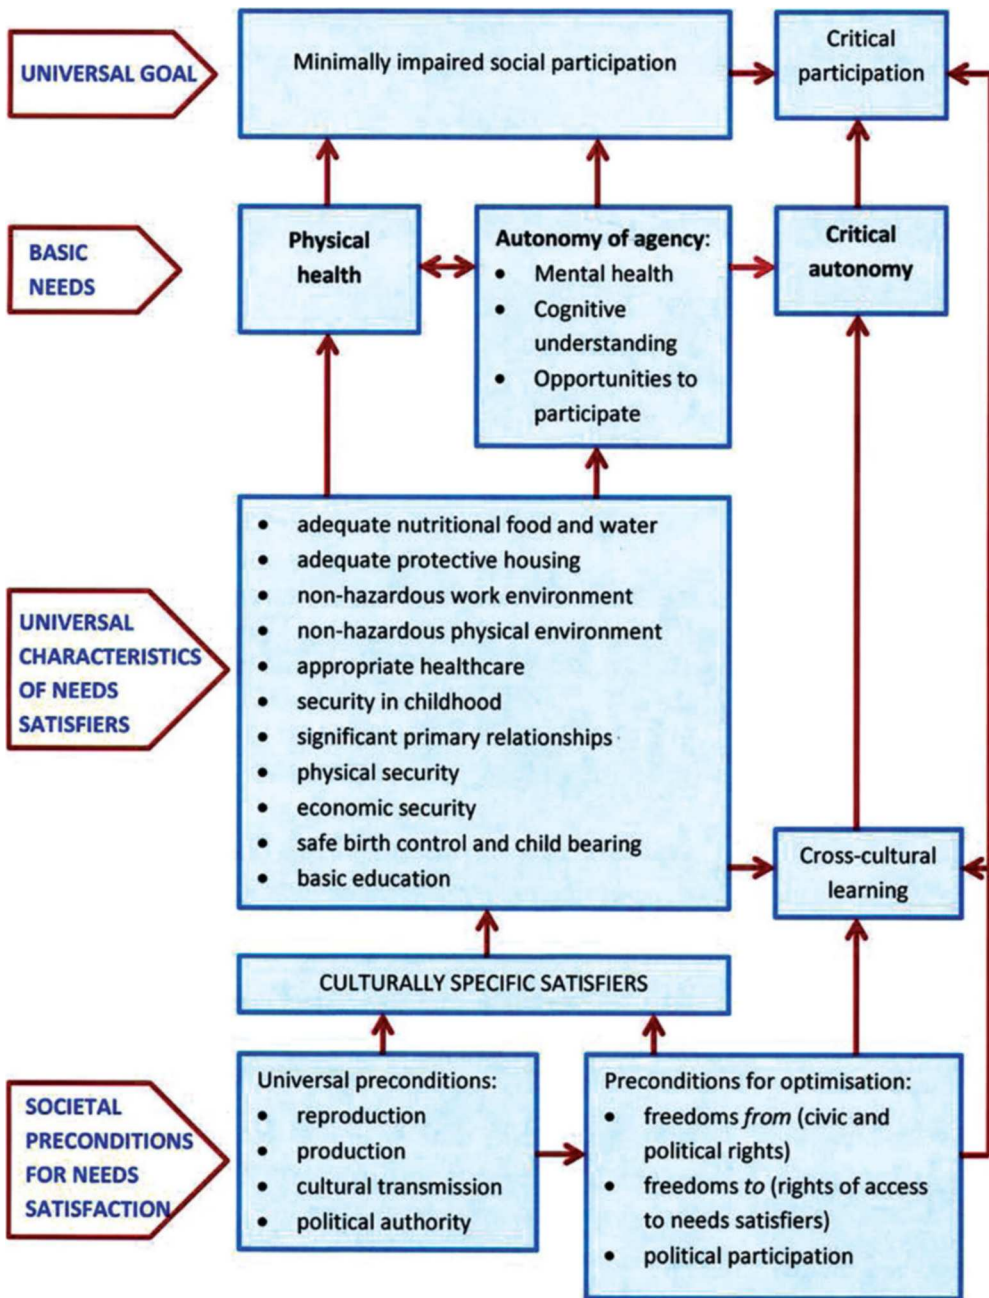 UNIVERSAL GOAL
Minimally impaired social participation
Critical
participation
BASIC
NEEDS
Physical
health
Autonomy of agency:
• Mental health
• Cognitive
understanding
• Opportunities to
participate
Critical
autonomy
UNIVERSAL
CHARACTERISTICS
OF NEEDS
SATISFIERS
• adequate nutritional food and water
• adequate protective housing
• non-hazardous work environment
• non-hazardous physical environment
• appropriate healthcare
• security in childhood
• significant primary relationships
• physical security
• economic security
• safe birth control and child bearing
• basic education
Cross-cultural
learning
CULTURALLY SPECIFIC SATISFIERS
SOCIETAL
PRECONDITIONS
FOR NEEDS
SATISFACTION
Universal preconditions:
• reproduction
• production
• cultural transmission
• political authority
Preconditions for optimisation:
• freedoms from (civic and
political rights)
• freedoms to (rights of access
to needs satisfiers)
• political participation